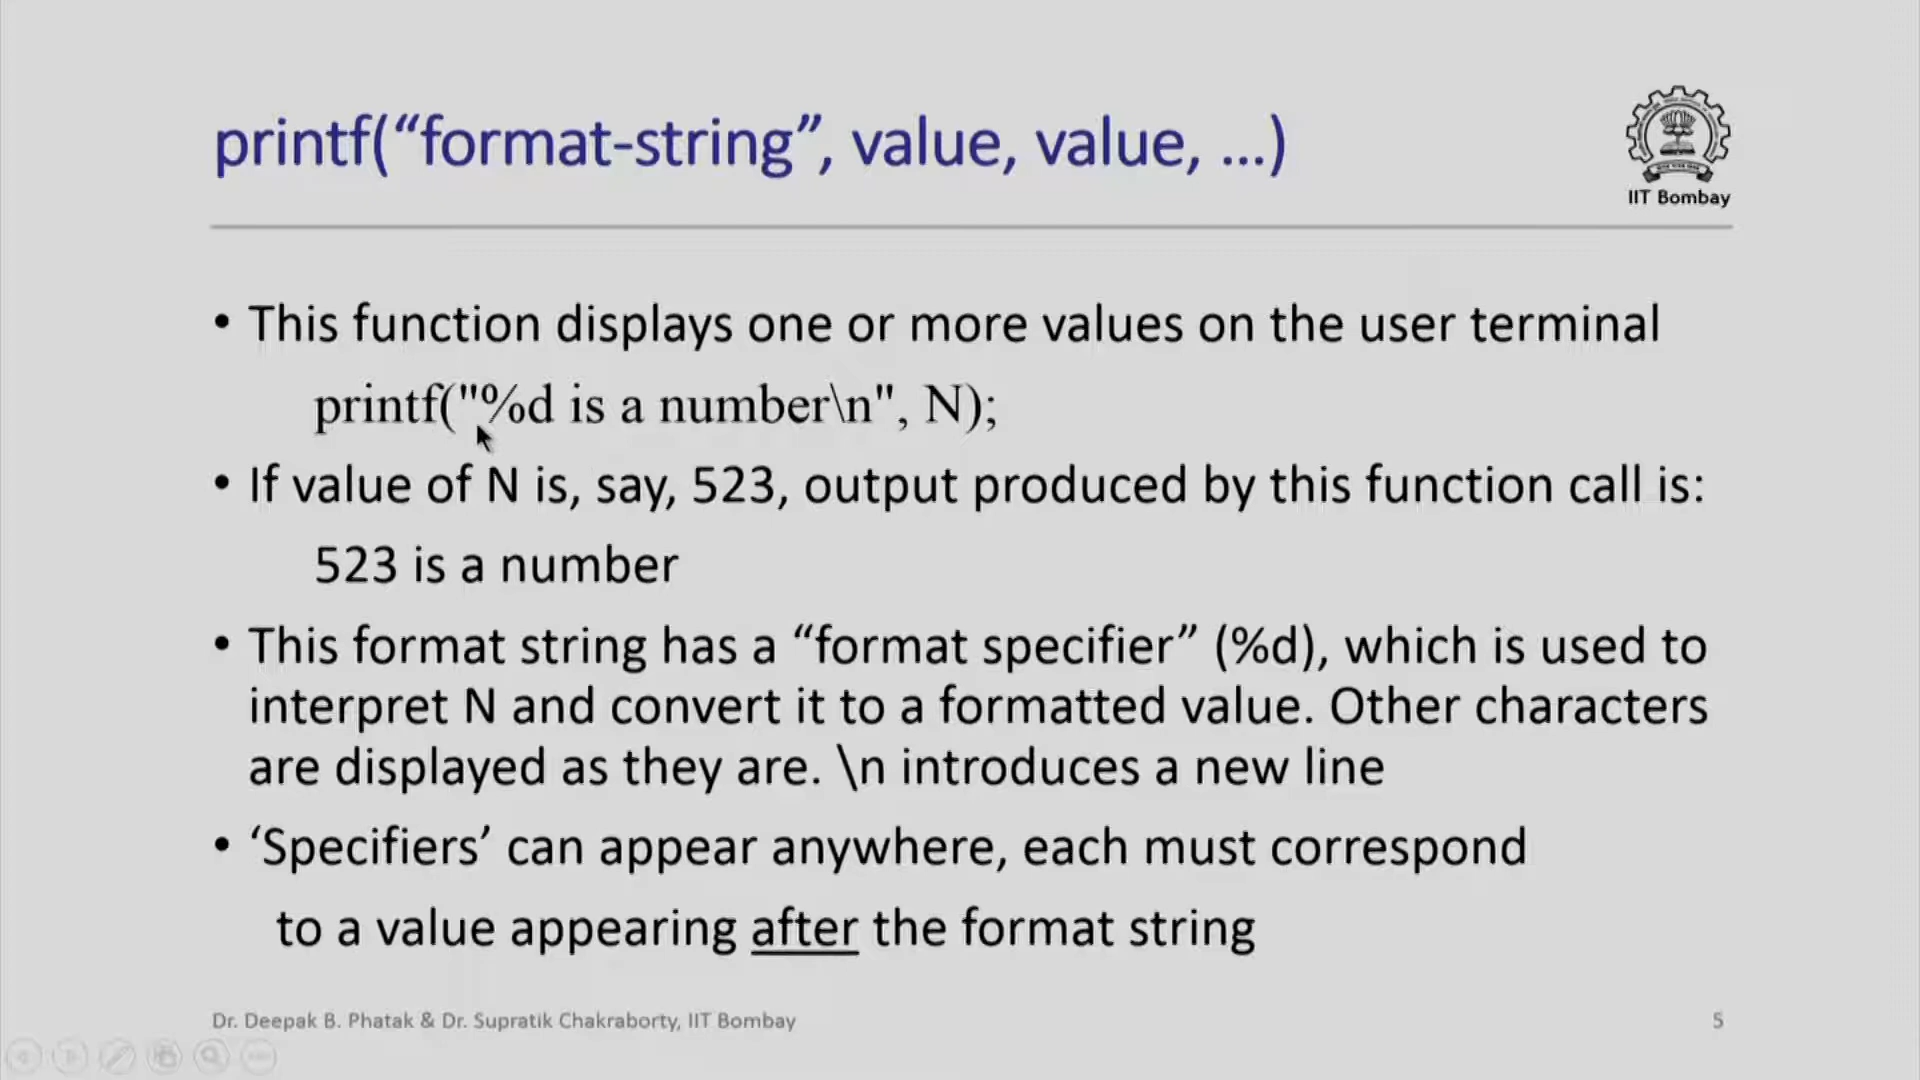 printf(“format-string”, value, value, ...)
IIT Bombay
• This function displays one or more values on the user terminal
printf("%d is a number\n", N);
• If value of N is, say, 523, output produced by this function call is:
523 is a number
• This format string has a “format specifier” (%d), which is used to
interpret N and convert it to a formatted value. Other characters
are displayed as they are. \n introduces a new line
• ‘Specifiers’ can appear anywhere, each must correspond
to a value appearing after the format string
Dr. Deepak B. Phatak & Dr. Supratik Chakraborty, IIT Bombay
5